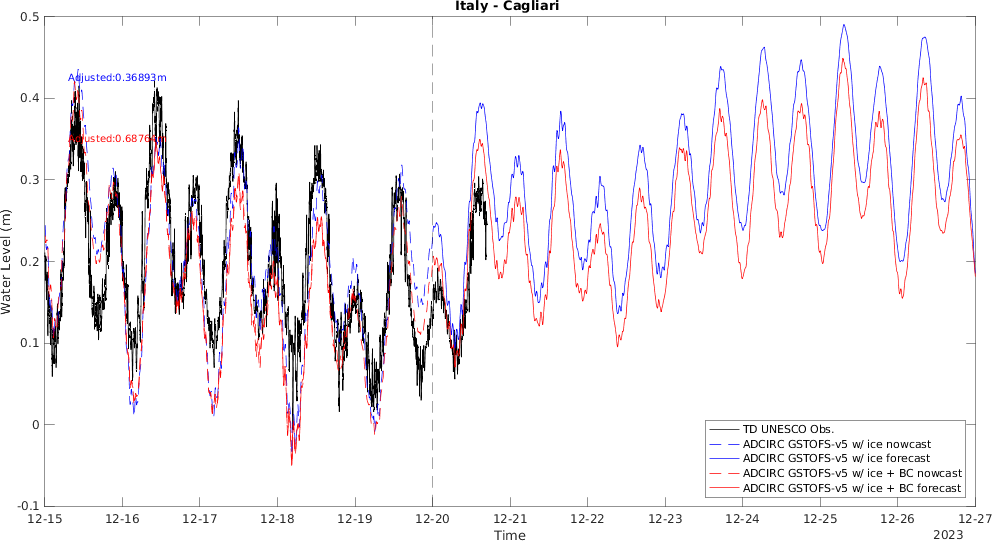 Italy - Cagliari
0.5
0.4
0.3
0.2
0.1
0
-0.1
Water Level (m)
Adjusted:0.36893m
TD UNESCO Obs.
ADCIRC GSTOFS-v5 w/ ice nowcast
ADCIRC GSTOFS-v5 w/ ice forecast
ADCIRC GSTOFS-v5 w/ ice + BC nowcast
ADCIRC GSTOFS-v5 w/ ice + BC forecast
12-15 12-16 12-17 12-18 12-19 12-20 12-21 12-22 12-23 12-24 12-25 12-26 12-27
Time
2023